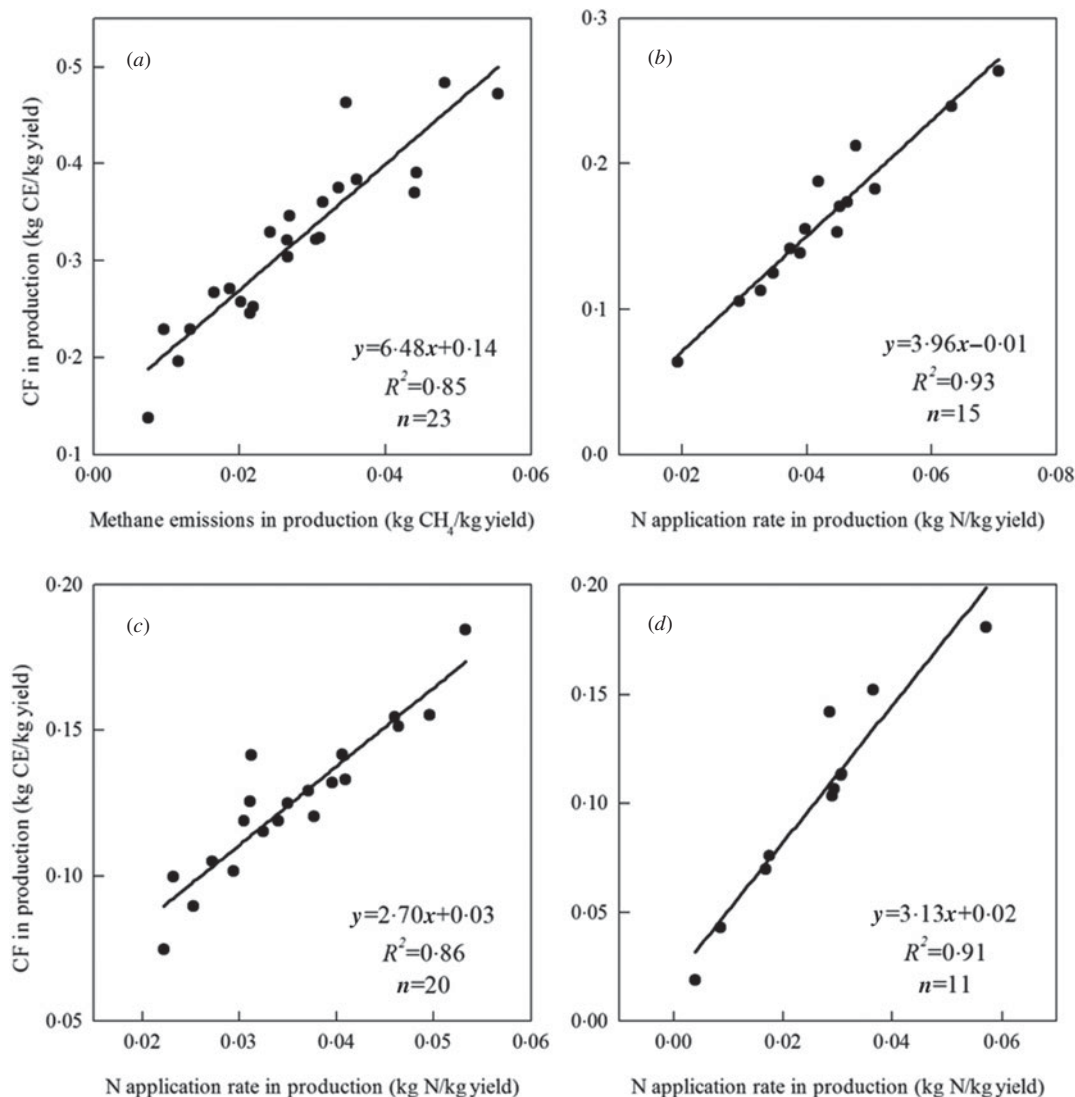 (a)
CF in production (kg CE/kg yield)
0·5
0·4
0·3
0·2
0·1
y=6·48x+0·14
R²=0·85
n=23
0·00 0·02 0·04 0·06
Methane emissions in production (kg CH₄/kg yield)
(b)
0·3
0·2
0·1
0·0
y=3·96x−0·01
R²=0·93
n=15
0·02 0·04 0·06 0·08
N application rate in production (kg N/kg yield)
(c)
CF in production (kg CE/kg yield)
0·20
0·15
0·10
0·05
y=2·70x+0·03
R²=0·86
n=20
0·02 0·03 0·04 0·05 0·06
N application rate in production (kg N/kg yield)
(d)
0·20
0·15
0·10
0·05
0·00
y=3·13x+0·02
R²=0·91
n=11
0·00 0·02 0·04 0·06
N application rate in production (kg N/kg yield)